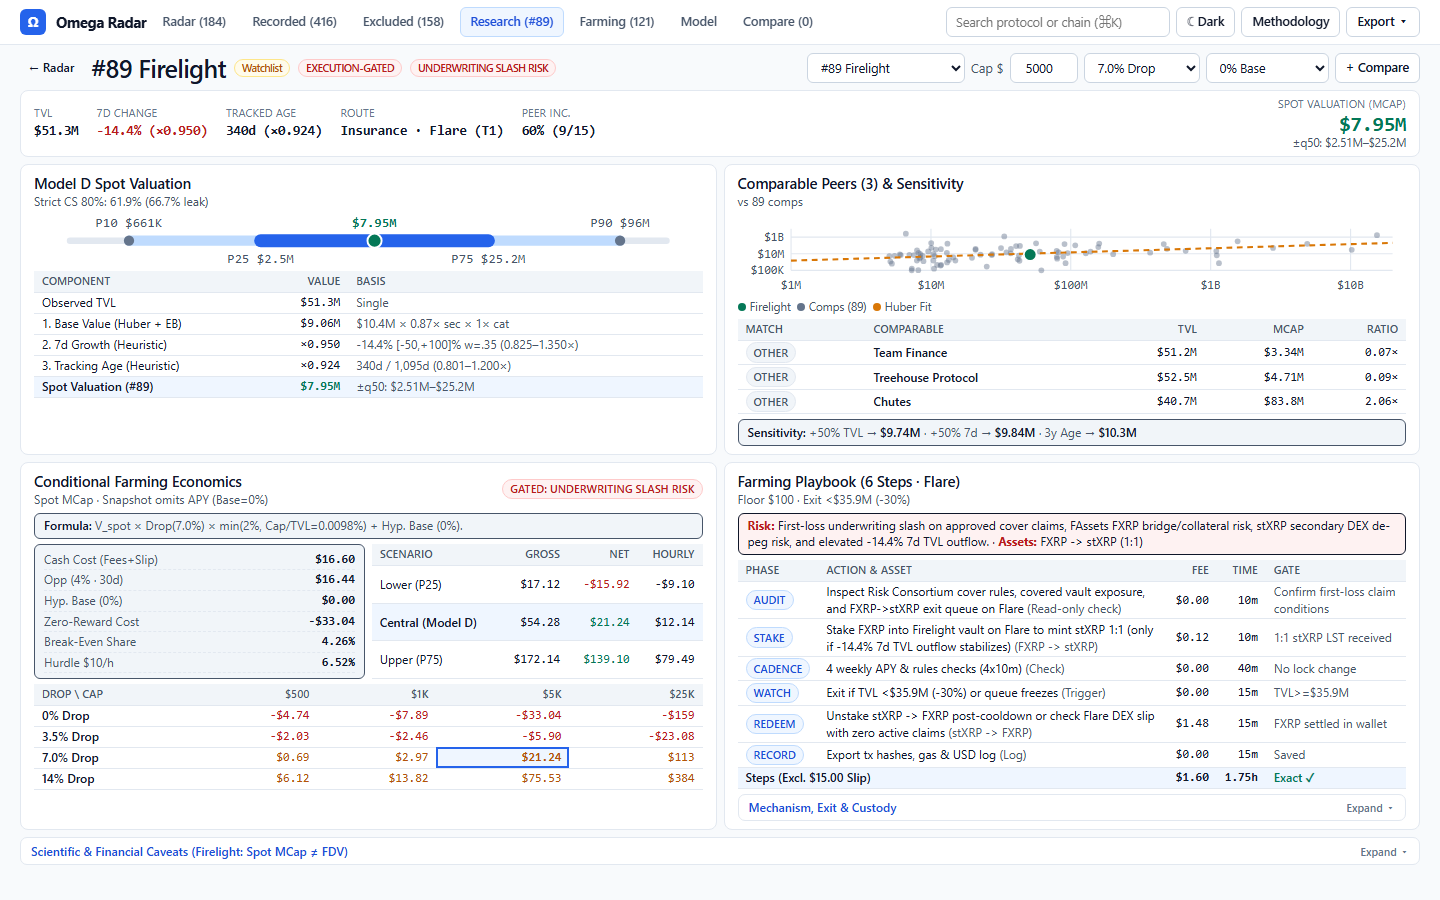 Ω Omega Radar Radar (184) Recorded (416) Excluded (158) Research (#89) Farming (121) Model Compare (0) Search protocol or chain (⌘K) ☾ Dark Methodology Export ▾
← Radar #89 Firelight Watchlist EXECUTION-GATED UNDERWRITING SLASH RISK #89 Firelight Cap $ 5000 7.0% Drop 0% Base + Compare
TVL 7D CHANGE TRACKED AGE ROUTE PEER INC.
$51.3M -14.4% (×0.950) 340d (×0.924) Insurance · Flare (T1) 60% (9/15)
SPOT VALUATION (MCAP)
$7.95M
±q50: $2.51M–$25.2M
Model D Spot Valuation
Strict CS 80%: 61.9% (66.7% leak)
P10 $661K $7.95M P90 $96M
P25 $2.5M P75 $25.2M
COMPONENT VALUE BASIS
Observed TVL $51.3M Single
1. Base Value (Huber + EB) $9.06M $10.4M × 0.87× sec × 1× cat
2. 7d Growth (Heuristic) ×0.950 -14.4% [-50,+100]% w=.35 (0.825–1.350×)
3. Tracking Age (Heuristic) ×0.924 340d / 1,095d (0.801–1.200×)
Spot Valuation (#89) $7.95M ±q50: $2.51M–$25.2M
Comparable Peers (3) & Sensitivity
vs 89 comps
$1B
$10M
$100K
$1M $10M $100M $1B $10B
Firelight Comps (89) Huber Fit
MATCH COMPARABLE TVL MCAP RATIO
OTHER Team Finance $51.2M $3.34M 0.07×
OTHER Treehouse Protocol $52.5M $4.71M 0.09×
OTHER Chutes $40.7M $83.8M 2.06×
Sensitivity: +50% TVL → $9.74M · +50% 7d → $9.84M · 3y Age → $10.3M
Conditional Farming Economics
Spot MCap · Snapshot omits APY (Base=0%)
GATED: UNDERWRITING SLASH RISK
Formula: V_spot × Drop(7.0%) × min(2%, Cap/TVL=0.0098%) + Hyp. Base (0%).
Cash Cost (Fees+Slip) $16.60
Opp (4% · 30d) $16.44
Hyp. Base (0%) $0.00
Zero-Reward Cost -$33.04
Break-Even Share 4.26%
Hurdle $10/h 6.52%
SCENARIO GROSS NET HOURLY
Lower (P25) $17.12 -$15.92 -$9.10
Central (Model D) $54.28 $21.24 $12.14
Upper (P75) $172.14 $139.10 $79.49
DROP \ CAP $500 $1K $5K $25K
0% Drop -$4.74 -$7.89 -$33.04 -$159
3.5% Drop -$2.03 -$2.46 -$5.90 -$23.08
7.0% Drop $0.69 $2.97 $21.24 $113
14% Drop $6.12 $13.82 $75.53 $384
Farming Playbook (6 Steps · Flare)
Floor $100 · Exit <$35.9M (-30%)
Risk: First-loss underwriting slash on approved cover claims, FAssets FXRP bridge/collateral risk, stXRP secondary DEX de-
peg risk, and elevated -14.4% 7d TVL outflow. · Assets: FXRP -> stXRP (1:1)
PHASE ACTION & ASSET FEE TIME GATE
AUDIT Inspect Risk Consortium cover rules, covered vault exposure, and FXRP->stXRP exit queue on Flare (Read-only check) $0.00 10m Confirm first-loss claim conditions
STAKE Stake FXRP into Firelight vault on Flare to mint stXRP 1:1 (only if -14.4% 7d TVL outflow stabilizes) (FXRP -> stXRP) $0.12 10m 1:1 stXRP LST received
CADENCE 4 weekly APY & rules checks (4x10m) (Check) $0.00 40m No lock change
WATCH Exit if TVL <$35.9M (-30%) or queue freezes (Trigger) $0.00 15m TVL>=$35.9M
REDEEM Unstake stXRP -> FXRP post-cooldown or check Flare DEX slip with zero active claims (stXRP -> FXRP) $1.48 15m FXRP settled in wallet
RECORD Export tx hashes, gas & USD log (Log) $0.00 15m Saved
Steps (Excl. $15.00 Slip) $1.60 1.75h Exact ✓
Mechanism, Exit & Custody Expand ▾
Scientific & Financial Caveats (Firelight: Spot MCap ≠ FDV) Expand ▾